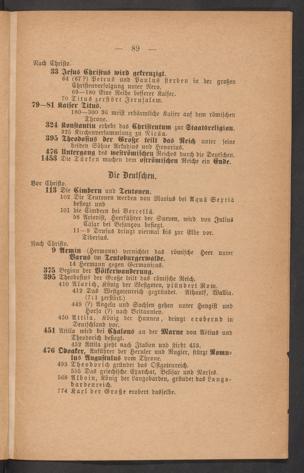 — 89 —
Nach Christo.
33 Jesus Christus wird gekreuzigt.
64 (67?) Petrus und Paulus sterben in der großen
Christenverfolgung unter Nero.
69—180 Eine Reihe besserer Kaiser.
70 Titus zerstört Jerusalem.
79—81 Kaiser Titus.
180—300 36 meist erbärmliche Kaiser auf dem römischen
Throne.
324 Konstantin erhebt das Christentum zur Staatsreligion.
325 Kirchenversammlung zu Nicäa.
395 Theodosius der Große teilt das Reich unter seine
beiden Söhne Arkadius und Honorius.
476 Untergang des weströmischen Reiches durch die Deutschen.
1453 Die Türken machen dem oströmischen Reiche ein Ende.
Die Deutschen.
Vor Christo.
113 Die Cimbern und Teutonen.
102 Die Teutonen werden von Marius bei Aquä Sextiä
besiegt und
101 die Cimbern bei Vercellä.
58 Ariovist, Heerführer der Sueven, wird von Julius
Cäsar bei Besançon besiegt.
11—9 Drusus dringt viermal bis zur Elbe vor.
Tiberius.
Nach Christo.
9 Armin (Hermann) vernichtet das römische Heer unter
Varus im Teutoburgerwalde.
14 Hermann gegen Germanicus.
375 Beginn der Völkerwanderung.
395 Theodosius der Große teilt das römische Reich.
410 Alarich, König der Westgoten, plündert Rom.
412 Das Westgotenreich gegründet. Athaulf, Wallia.
(711 zerstört.)
449 (?) Angeln und Sachsen gehen unter Hengist und
Horsa (?) nach Britannien.
450 Attila, König der Hunnen, dringt erobernd in
Deutschland vor.
451 Attila wird bei Chalons an der Marne von Aëtius und
Theodorich besiegt.
452 Attila zieht nach Italien und stirbt 453.
476 Odoaker, Anführer der Heruler und Rugier, stürzt Romu-
lus Augustulus vom Throne.
493 Theodorich gründet das Ostgotenreich.
555 Das griechische Exarchat, Belisar und Narses.
568 Alboin, König der Langobarden, gründet das Lango-
bardenreich.
774 Karl der Große erobert dasselbe.